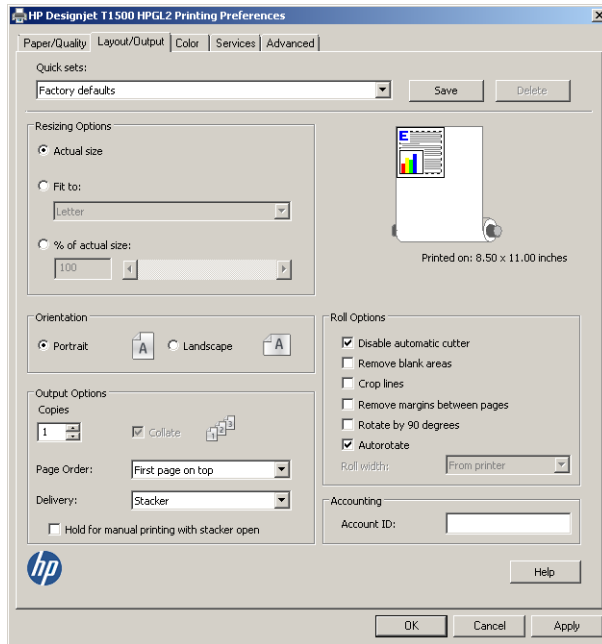 HP Designjet T1500 HPGL2 Printing Preferences
Paper/Quality Layout/Output Color Services Advanced
Quick sets:
Factory defaults Save Delete
Resizing Options
Actual size
Fit to:
Letter
% of actual size:
100
E
Printed on: 8.50 x 11.00 inches
Orientation
Portrait A Landscape A
Roll Options
Disable automatic cutter
Remove blank areas
Crop lines
Remove margins between pages
Rotate by 90 degrees
Autorotate
Roll width: From printer
Output Options
Copies
1 Collate 1 2 3
Page Order: First page on top
Delivery: Stacker
Hold for manual printing with stacker open
Accounting
Account ID:
hp
Help
OK Cancel Apply